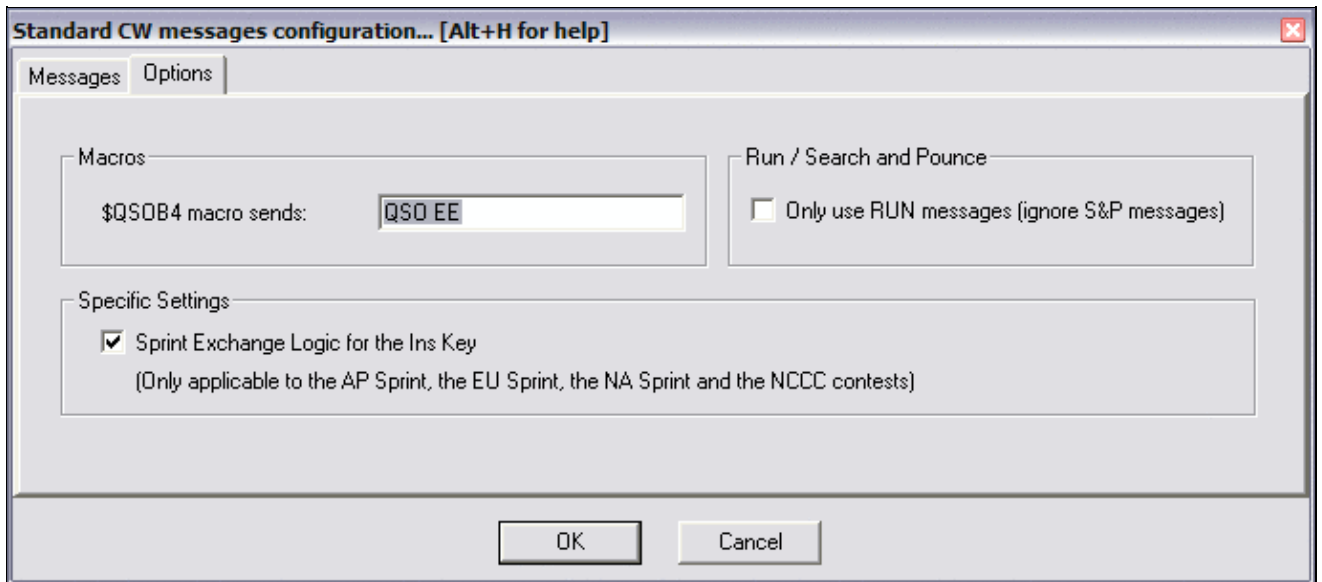 Standard CW messages configuration... [Alt+H for help]
Messages Options
Macros
$QSOB4 macro sends: QSO EE
Run / Search and Pounce
Only use RUN messages (ignore S&P messages)
Specific Settings
Sprint Exchange Logic for the Ins Key
(Only applicable to the AP Sprint, the EU Sprint, the NA Sprint and the NCCC contests)
OK Cancel